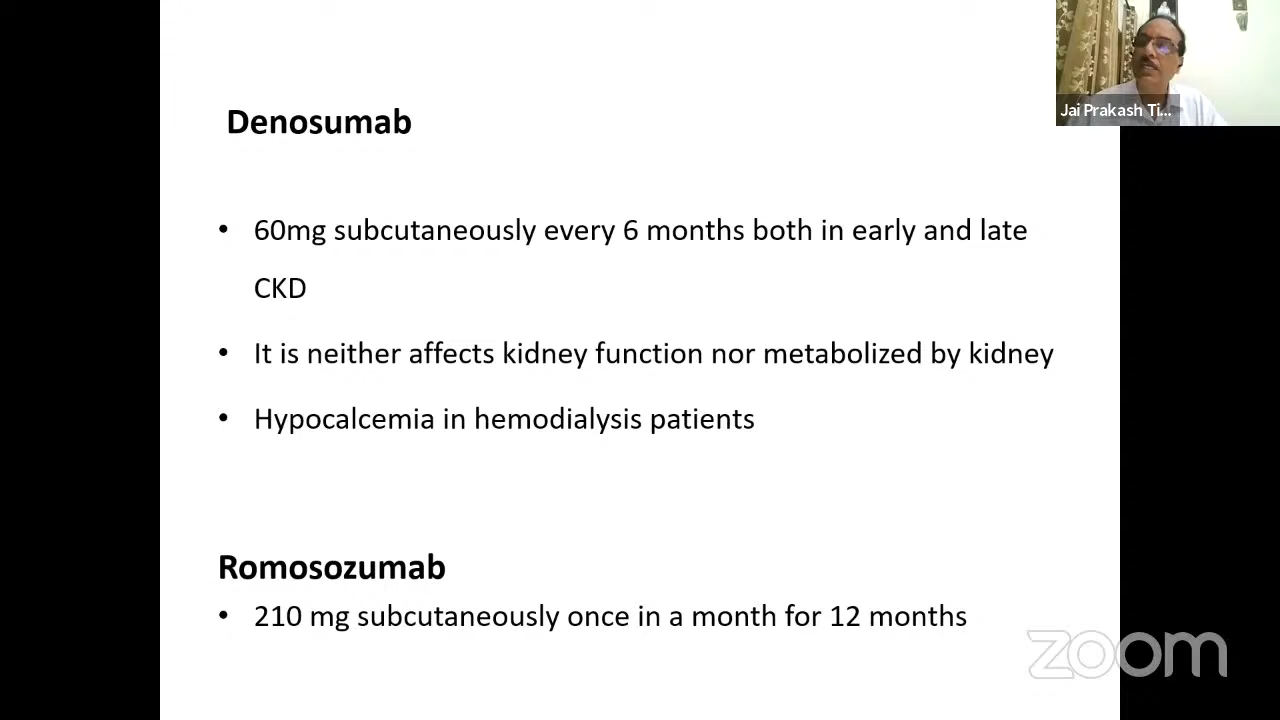 Jai Prakash Ti...
Denosumab
• 60mg subcutaneously every 6 months both in early and late
CKD
• It is neither affects kidney function nor metabolized by kidney
• Hypocalcemia in hemodialysis patients
Romosozumab
• 210 mg subcutaneously once in a month for 12 months
zoom